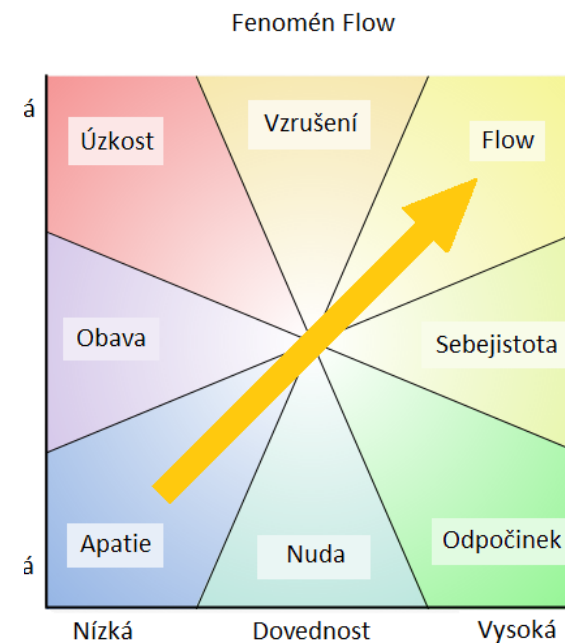 Fenomén Flow
Úzkost
Vzrušení
Flow
Obava
Sebejistota
Apatie
Nuda
Odpočinek
Nízká
Dovednost
Vysoká